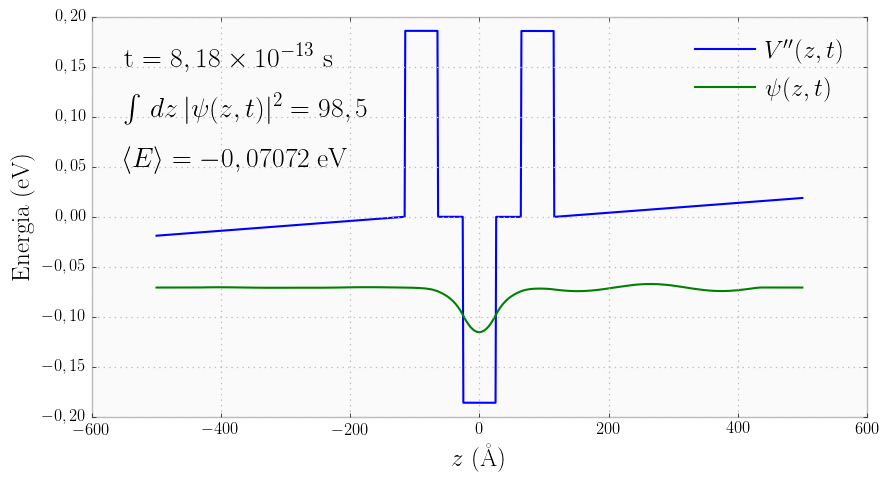 0,20
0,15
0,10
0,05
0,00
−0,05
−0,10
−0,15
−0,20
Energia (eV)
t = 8,18 × 10⁻¹³ s
∫ dz |ψ(z,t)|² = 98,5
⟨E⟩ = −0,07072 eV
V''(z,t)
ψ(z,t)
−600 −400 −200 0 200 400 600
z (Å)